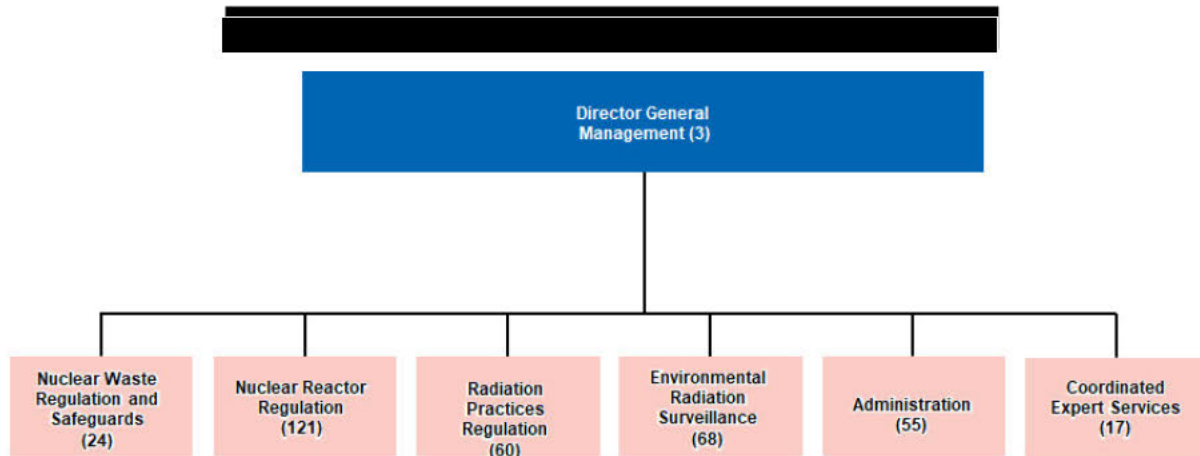 Director General
Management (3)
Nuclear Waste
Regulation and
Safeguards
(24)
Nuclear Reactor
Regulation
(121)
Radiation
Practices
Regulation
(60)
Environmental
Radiation
Surveillance
(68)
Administration
(55)
Coordinated
Expert Services
(17)